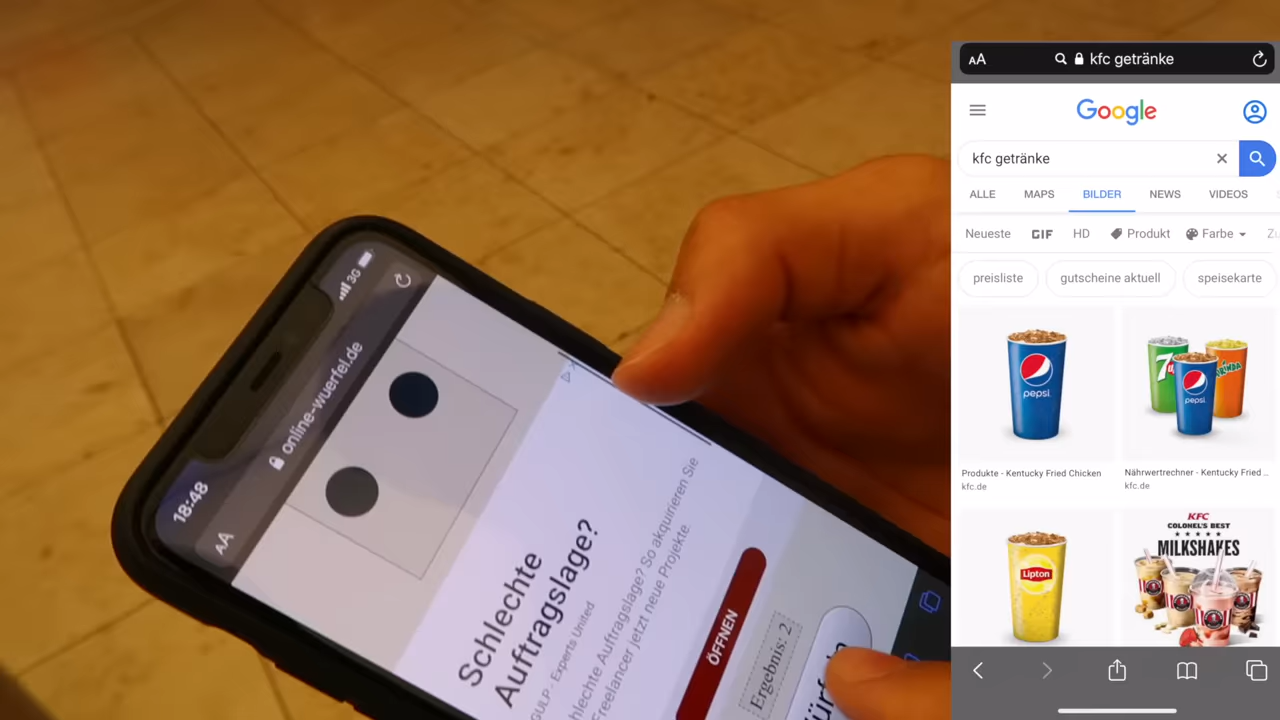 18:48
3G
AA
online-wuerfel.de
Schlechte
Auftragslage?
GULP - Experts United
Schlechte Auftragslage? So akquirieren Sie
Freelancer jetzt neue Projekte.
ÖFFNEN
Ergebnis: 2
AA
kfc getränke
Google
kfc getränke
ALLE
MAPS
BILDER
NEWS
VIDEOS
Neueste
GIF
HD
Produkt
Farbe
Zu
preisliste
gutscheine aktuell
speisekarte
pepsi
7
pepsi
Produkte - Kentucky Fried Chicken
kfc.de
Nährwertrechner - Kentucky Fried ...
kfc.de
Lipton
KFC
COLONEL'S BEST
MILKSHAKES